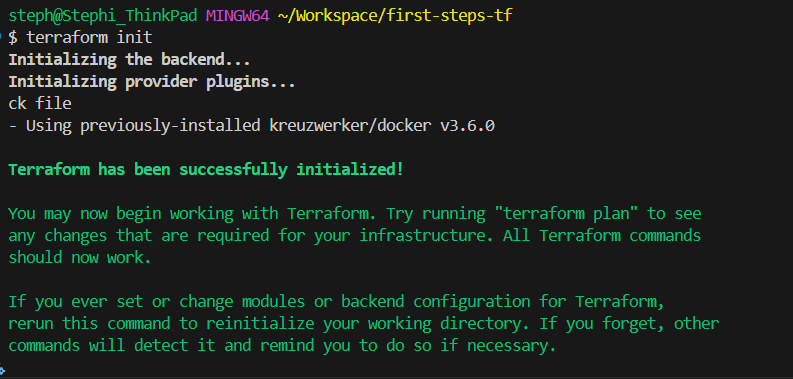 steph@Stephi_ThinkPad MINGW64 ~/Workspace/first-steps-tf
$ terraform init
Initializing the backend...
Initializing provider plugins...
ck file
- Using previously-installed kreuzwerker/docker v3.6.0
Terraform has been successfully initialized!
You may now begin working with Terraform. Try running "terraform plan" to see
any changes that are required for your infrastructure. All Terraform commands
should now work.
If you ever set or change modules or backend configuration for Terraform,
rerun this command to reinitialize your working directory. If you forget, other
commands will detect it and remind you to do so if necessary.